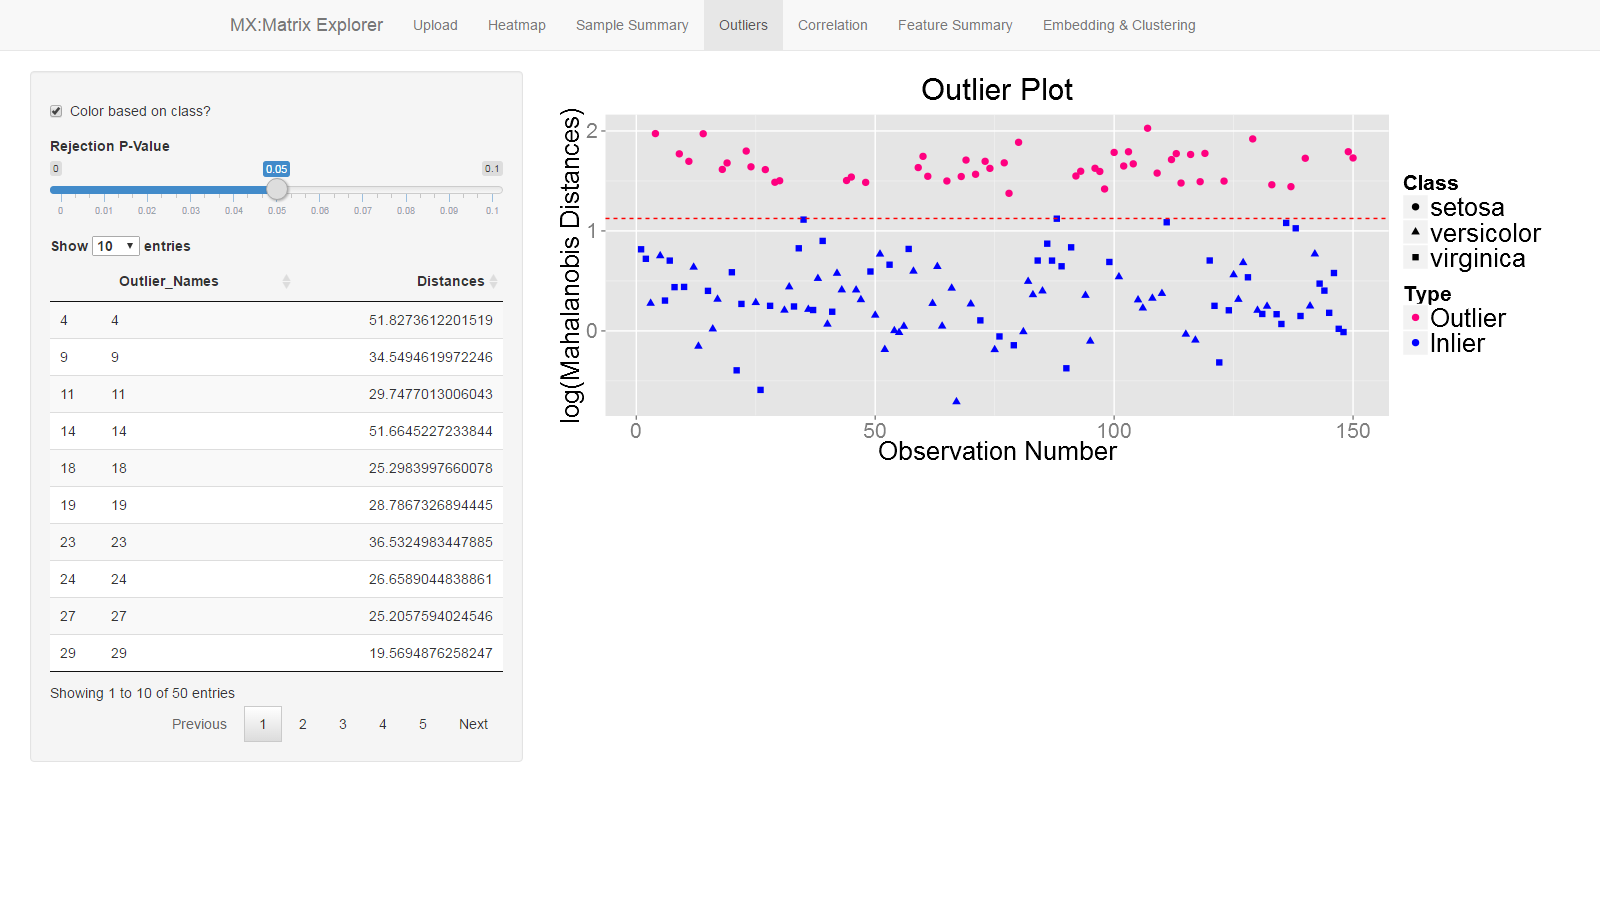 MX:Matrix Explorer Upload Heatmap Sample Summary Outliers Correlation Feature Summary Embedding & Clustering
Color based on class?
Rejection P-Value
0 0.05 0.1
0 0.01 0.02 0.03 0.04 0.05 0.06 0.07 0.08 0.09 0.1
Show 10 entries
Outlier_Names Distances
4 4 51.8273612201519
9 9 34.5494619972246
11 11 29.7477013006043
14 14 51.6645227233844
18 18 25.2983997660078
19 19 28.7867326894445
23 23 36.5324983447885
24 24 26.6589044838861
27 27 25.2057594024546
29 29 19.5694876258247
Showing 1 to 10 of 50 entries
Previous 1 2 3 4 5 Next
Outlier Plot
log(Mahalanobis Distances)
2
1
0
0 50 100 150
Observation Number
Class
setosa
versicolor
virginica
Type
Outlier
Inlier